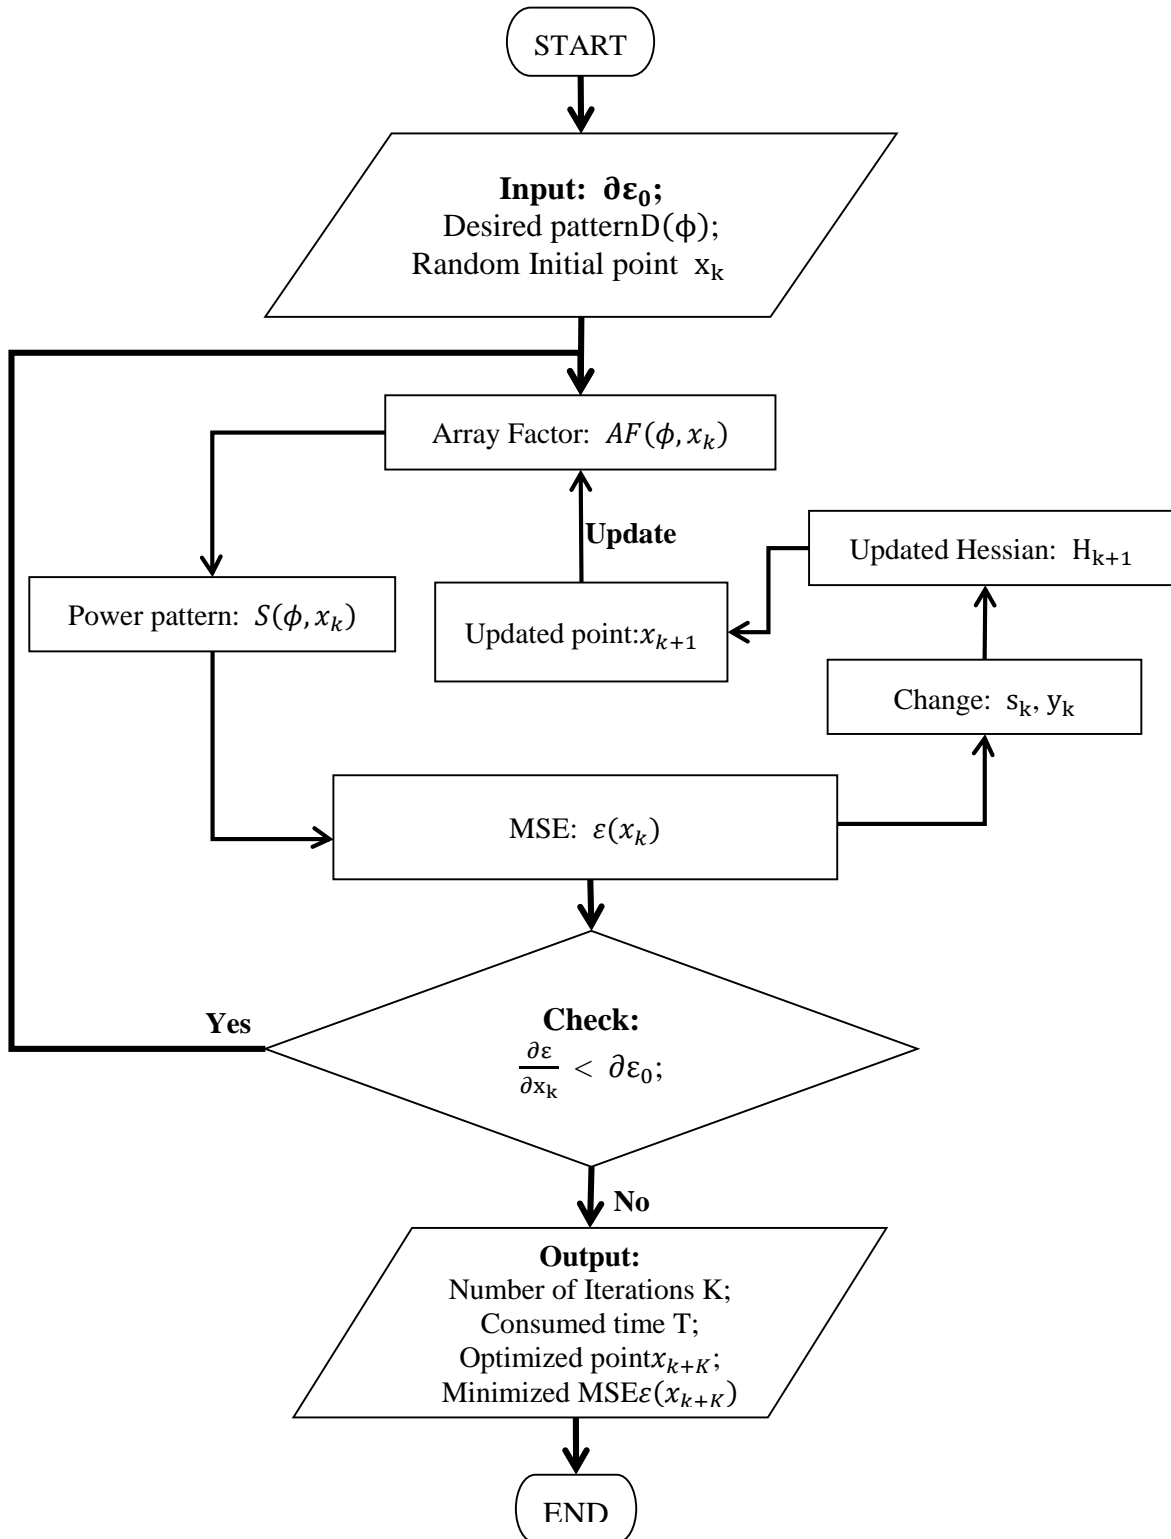 START
Input: ∂ε₀;
Desired patternD(ϕ);
Random Initial point xₖ
Array Factor: AF(ϕ, xₖ)
Update
Updated Hessian: Hₖ₊₁
Power pattern: S(ϕ, xₖ)
Updated point:xₖ₊₁
Change: sₖ, yₖ
MSE: ε(xₖ)
Yes
Check:
∂ε/∂xₖ < ∂ε₀;
No
Output:
Number of Iterations K;
Consumed time T;
Optimized pointx_{k+K};
Minimized MSEε(x_{k+K})
END